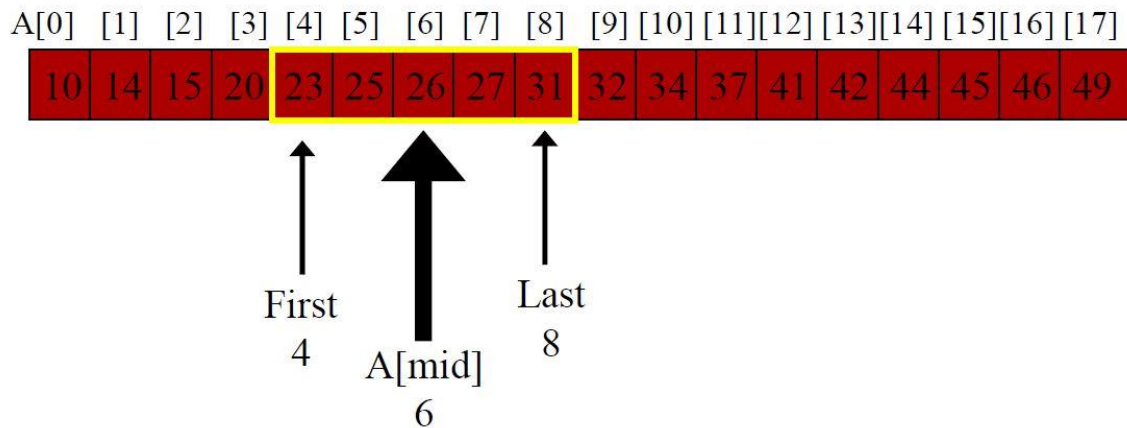 A[0] [1] [2] [3] [4] [5] [6] [7] [8] [9] [10] [11] [12] [13] [14] [15] [16] [17]
10 14 15 20 23 25 26 27 31 32 34 37 41 42 44 45 46 49
First
4
Last
8
A[mid]
6